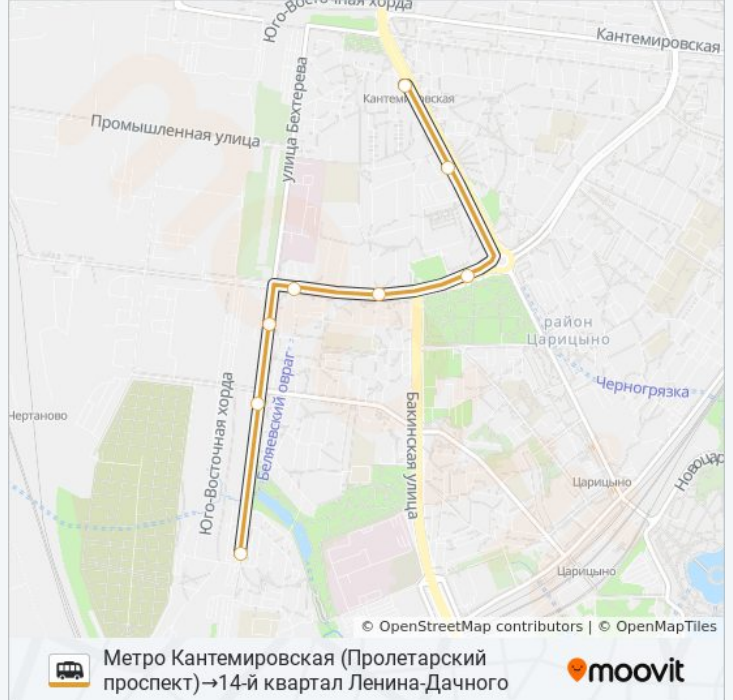 Юго-Восточная хорда
Кантемировская
Кантемировская
Промышленная улица
улица Бехтерева
район
Царицыно
Черногрязка
Беляевский овраг
Юго-Восточная хорда
Чертаново
Бакинская улица
Царицыно
Царицыно
© OpenStreetMap contributors | © OpenMapTiles
Метро Кантемировская (Пролетарский
проспект)→14-й квартал Ленина-Дачного
moovit